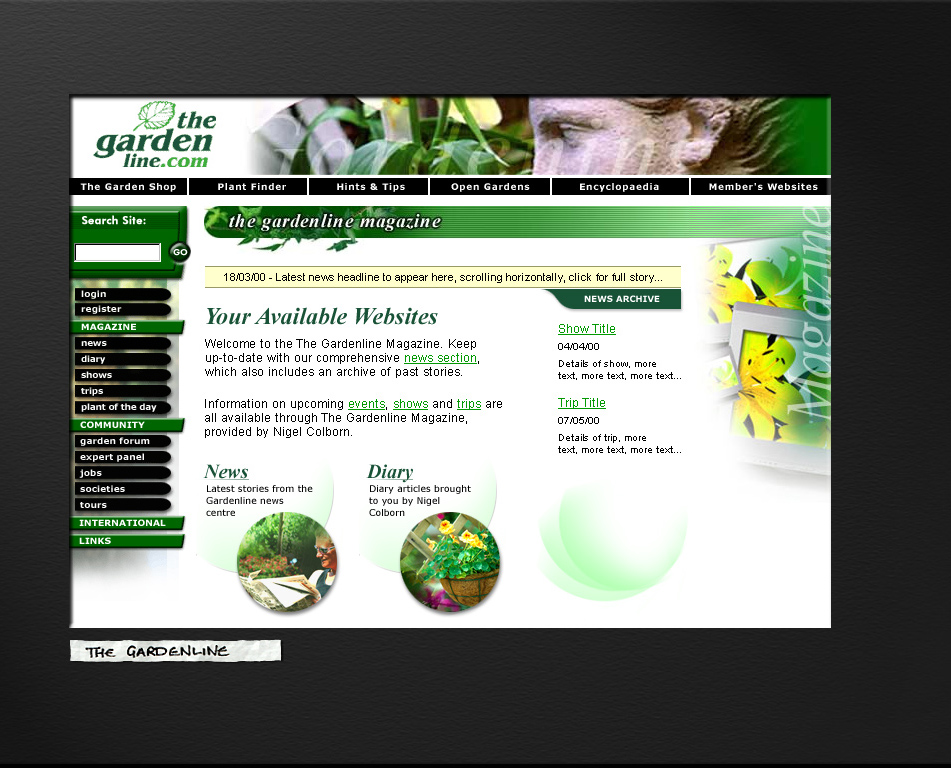 the
garden
line.com
Gardenline
The Garden Shop
Plant Finder
Hints & Tips
Open Gardens
Encyclopaedia
Member's Websites
Search Site:
GO
the gardenline magazine
Magazine
18/03/00 - Latest news headline to appear here, scrolling horizontally, click for full story...
NEWS ARCHIVE
login
register
MAGAZINE
news
diary
shows
trips
plant of the day
COMMUNITY
garden forum
expert panel
jobs
societies
tours
INTERNATIONAL
LINKS
Your Available Websites
Welcome to the The Gardenline Magazine. Keep
up-to-date with our comprehensive news section,
which also includes an archive of past stories.
Information on upcoming events, shows and trips are
all available through The Gardenline Magazine,
provided by Nigel Colborn.
Show Title
04/04/00
Details of show, more
text, more text, more text...
Trip Title
07/05/00
Details of trip, more
text, more text, more text...
News
Latest stories from the
Gardenline news
centre
Diary
Diary articles brought
to you by Nigel
Colborn
THE GARDENLINE